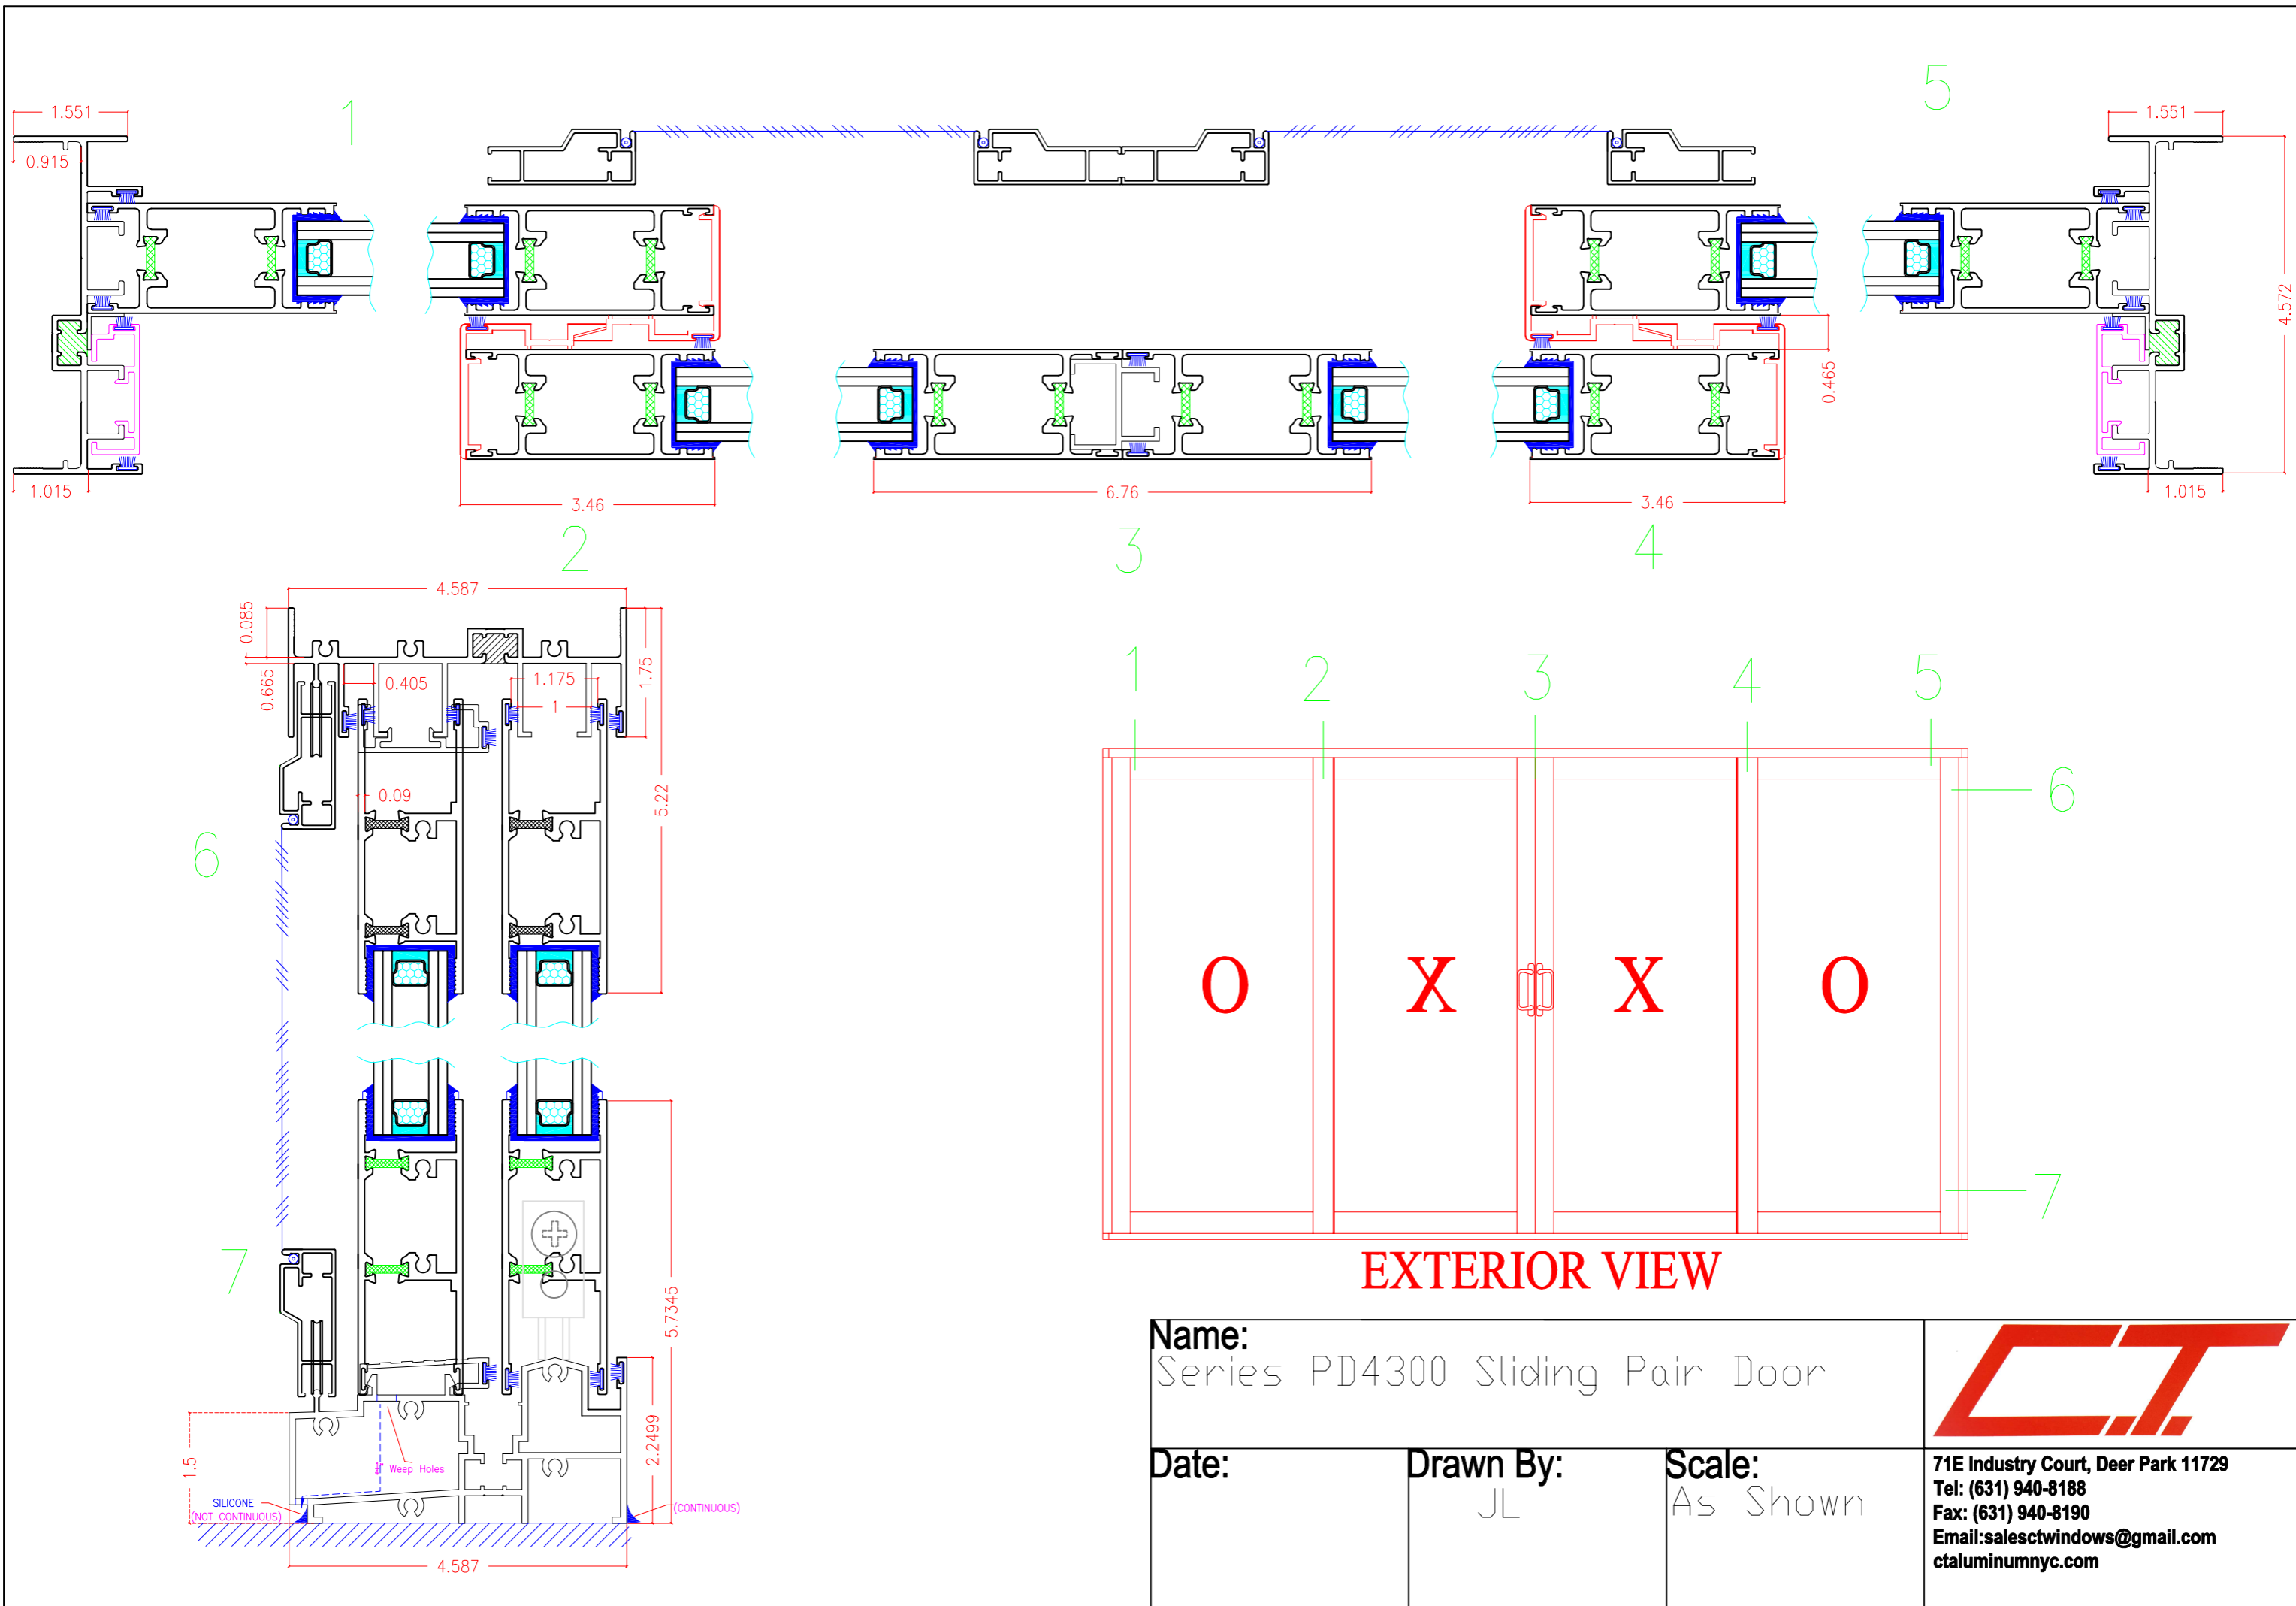 1
5
1.551
1.551
0.915
4.572
0.465
1.015
3.46
6.76
3.46
1.015
2
3
4
4.587
0.085
0.665
0.405
1.175
1
1.75
5.22
0.09
6
7
5.7345
2.2499
1.5
Weep Holes
SILICONE
(NOT CONTINUOUS)
(CONTINUOUS)
4.587
1
2
3
4
5
6
O
X
X
O
7
EXTERIOR VIEW
Name:
Series PD4300 Sliding Pair Door
C.T.
Date:
Drawn By:
JL
Scale:
As Shown
71E Industry Court, Deer Park 11729
Tel: (631) 940-8188
Fax: (631) 940-8190
Email:salesctwindows@gmail.com
ctaluminumnyc.com